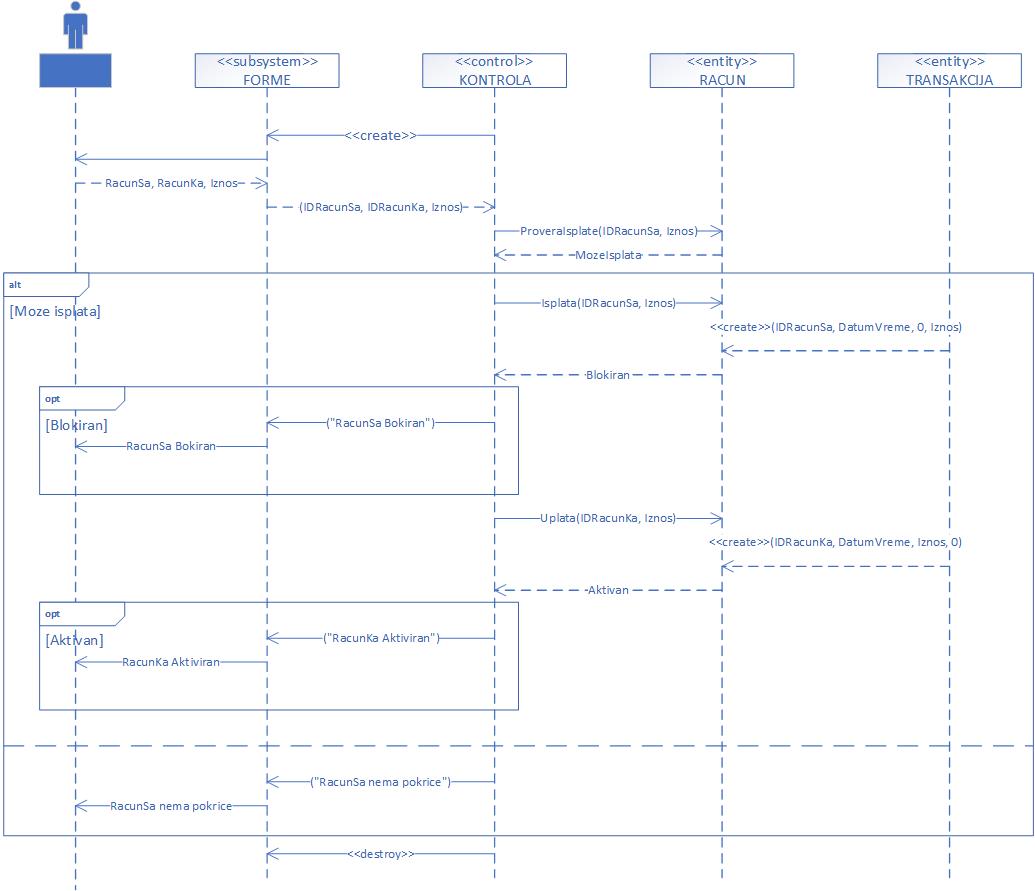 <<subsystem>>
FORME
<<control>>
KONTROLA
<<entity>>
RACUN
<<entity>>
TRANSAKCIJA
<<create>>
RacunSa, RacunKa, Iznos
(IDRacunSa, IDRacunKa, Iznos)
ProveraIsplate(IDRacunSa, Iznos)
MozeIsplata
alt
[Moze isplata]
Isplata(IDRacunSa, Iznos)
<<create>>(IDRacunSa, DatumVreme, 0, Iznos)
Blokiran
opt
[Blokiran]
("RacunSa Bokiran")
RacunSa Bokiran
Uplata(IDRacunKa, Iznos)
<<create>>(IDRacunKa, DatumVreme, Iznos, 0)
Aktivan
opt
[Aktivan]
("RacunKa Aktiviran")
RacunKa Aktiviran
("RacunSa nema pokrice")
RacunSa nema pokrice
<<destroy>>